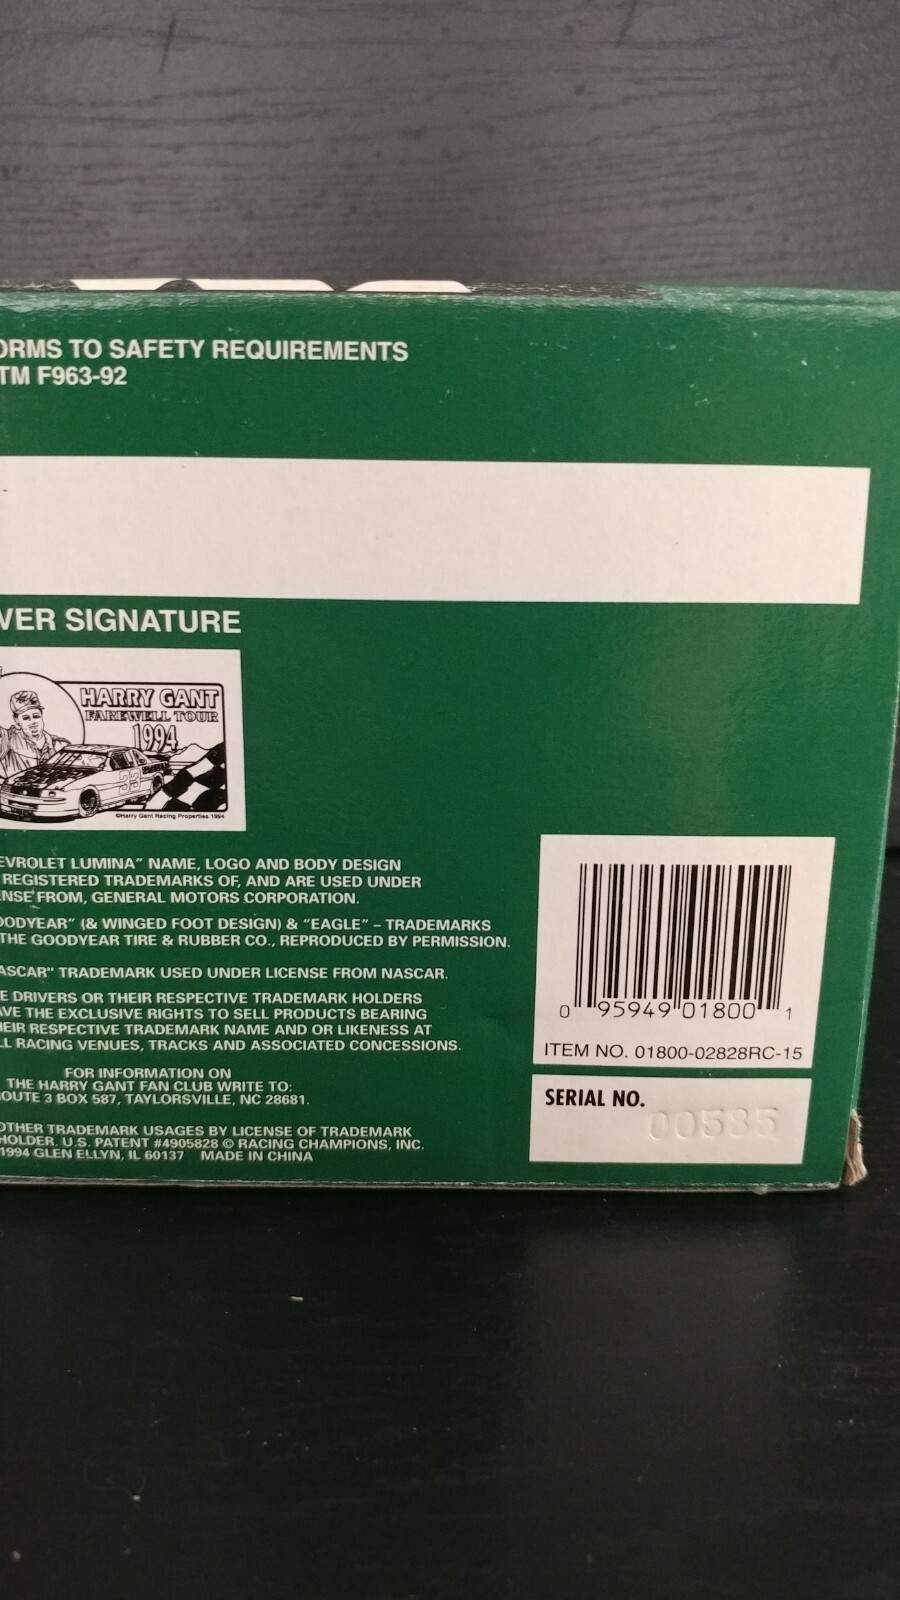 ORMS TO SAFETY REQUIREMENTS
TM F963-92
VER SIGNATURE
HARRY GANT
FAREWELL TOUR
1994
33
©Harry Gant Racing Properties 1994
EVROLET LUMINA" NAME, LOGO AND BODY DESIGN
REGISTERED TRADEMARKS OF, AND ARE USED UNDER
ENSE FROM, GENERAL MOTORS CORPORATION.
OODYEAR" (& WINGED FOOT DESIGN) & "EAGLE" – TRADEMARKS
THE GOODYEAR TIRE & RUBBER CO., REPRODUCED BY PERMISSION.
ASCAR" TRADEMARK USED UNDER LICENSE FROM NASCAR.
E DRIVERS OR THEIR RESPECTIVE TRADEMARK HOLDERS
AVE THE EXCLUSIVE RIGHTS TO SELL PRODUCTS BEARING
EIR RESPECTIVE TRADEMARK NAME AND OR LIKENESS AT
LL RACING VENUES, TRACKS AND ASSOCIATED CONCESSIONS.
FOR INFORMATION ON
THE HARRY GANT FAN CLUB WRITE TO:
OUTE 3 BOX 587, TAYLORSVILLE, NC 28681.
OTHER TRADEMARK USAGES BY LICENSE OF TRADEMARK
HOLDER. U.S. PATENT #4905828 © RACING CHAMPIONS, INC.
1994 GLEN ELLYN, IL 60137 MADE IN CHINA
0 95949 01800 1
ITEM NO. 01800-02828RC-15
SERIAL NO.
00585